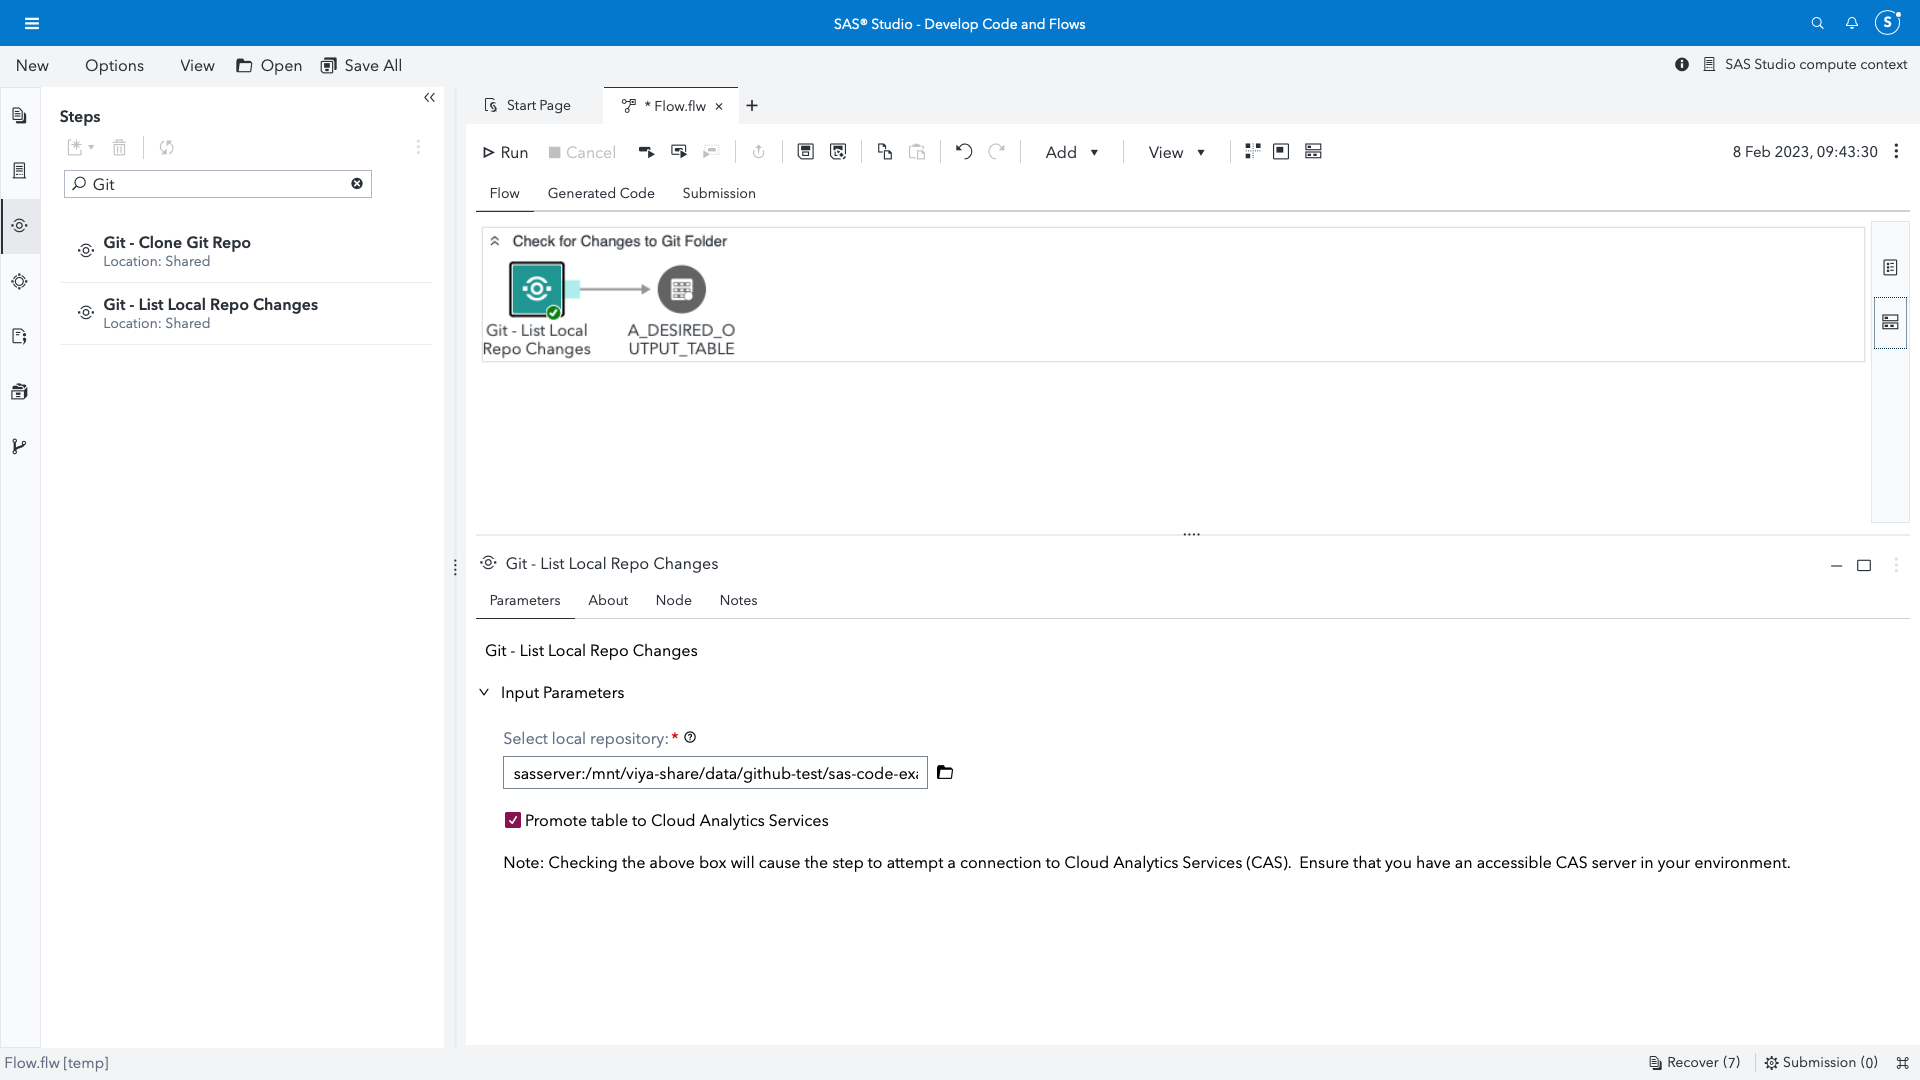 SAS® Studio - Develop Code and Flows
S
New Options View Open Save All
SAS Studio compute context
Steps
Git
Git - Clone Git Repo
Location: Shared
Git - List Local Repo Changes
Location: Shared
Start Page
* Flow.flw
Run Cancel Add View
8 Feb 2023, 09:43:30
Flow Generated Code Submission
Check for Changes to Git Folder
Git - List Local
Repo Changes
A_DESIRED_O
UTPUT_TABLE
Git - List Local Repo Changes
Parameters About Node Notes
Git - List Local Repo Changes
Input Parameters
Select local repository: *
sasserver:/mnt/viya-share/data/github-test/sas-code-exa
Promote table to Cloud Analytics Services
Note: Checking the above box will cause the step to attempt a connection to Cloud Analytics Services (CAS). Ensure that you have an accessible CAS server in your environment.
Flow.flw [temp]
Recover (7) Submission (0)